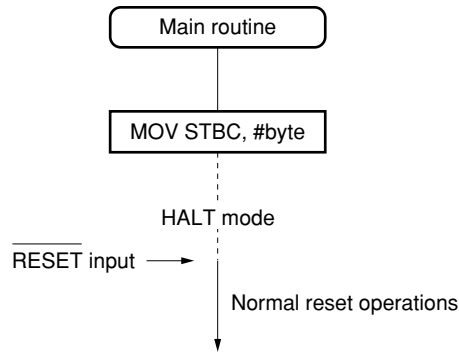 Main routine
MOV STBC, #byte
HALT mode
RESET input
Normal reset operations